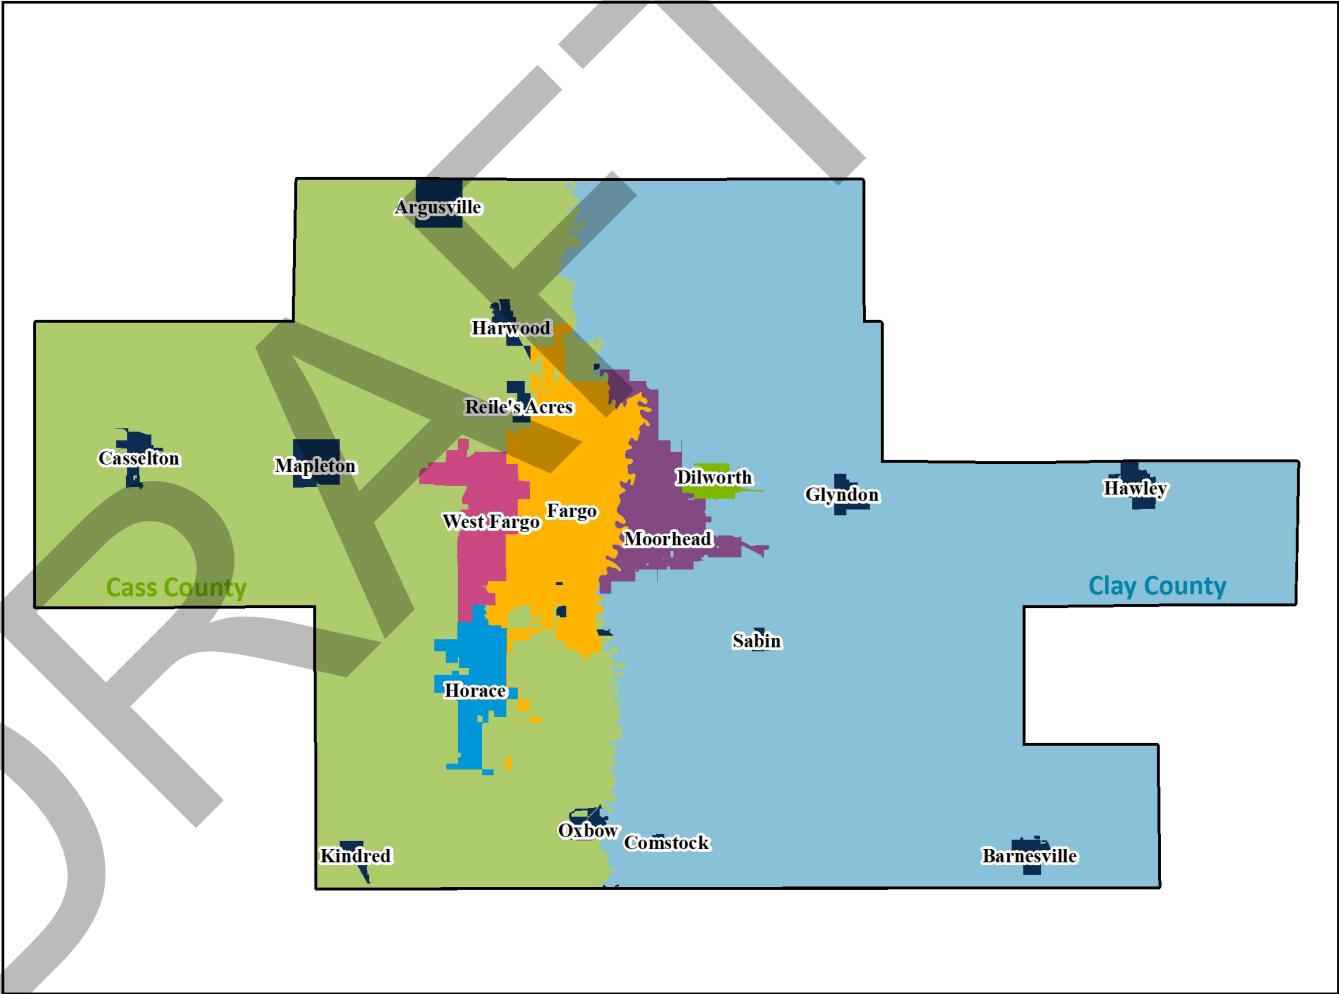 DRAFT
Argusville
Harwood
Reile's Acres
Casselton
Mapleton
West Fargo
Fargo
Dilworth
Moorhead
Glyndon
Hawley
Cass County
Clay County
Sabin
Horace
Oxbow
Comstock
Kindred
Barnesville